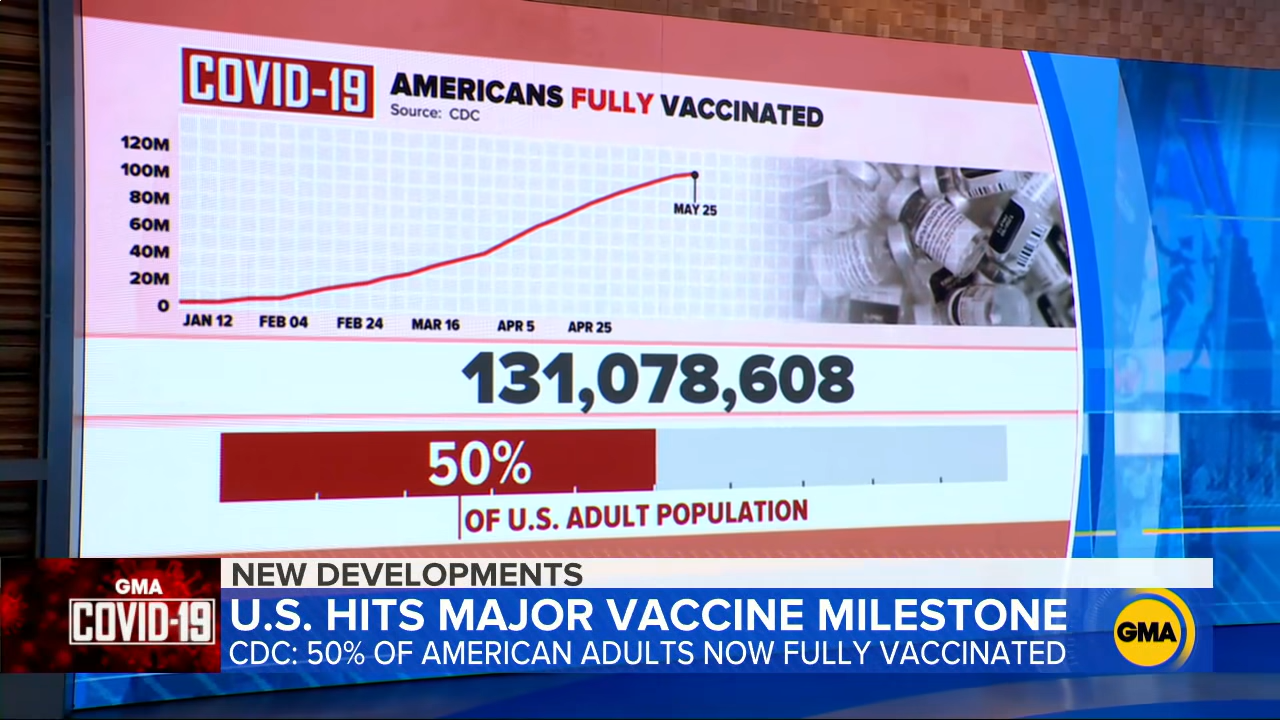 COVID-19
AMERICANS FULLY VACCINATED
Source: CDC
120M
100M
80M
60M
40M
20M
0
MAY 25
JAN 12 FEB 04 FEB 24 MAR 16 APR 5 APR 25
131,078,608
50%
OF U.S. ADULT POPULATION
NEW DEVELOPMENTS
GMA
COVID-19
U.S. HITS MAJOR VACCINE MILESTONE
CDC: 50% OF AMERICAN ADULTS NOW FULLY VACCINATED
GMA